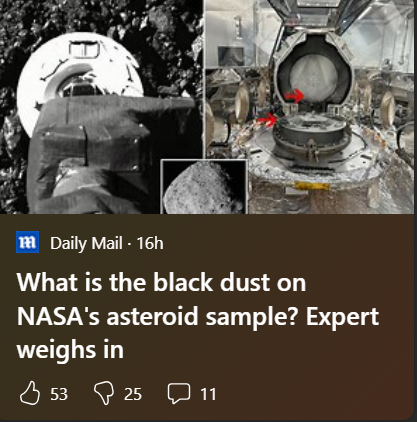 m Daily Mail · 16h
What is the black dust on
NASA's asteroid sample? Expert
weighs in
53 25 11